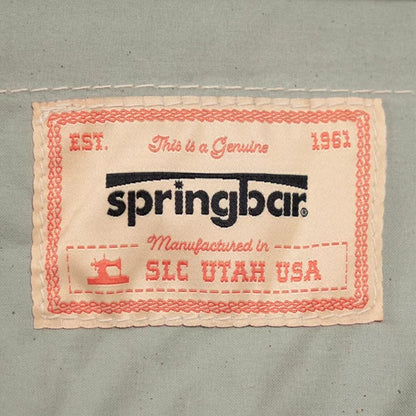 EST. This is a Genuine 1961
springbar®
Manufactured in
SLC UTAH USA